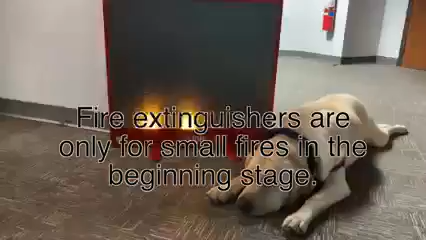 Fire extinguishers are
only for small fires in the
beginning stage.